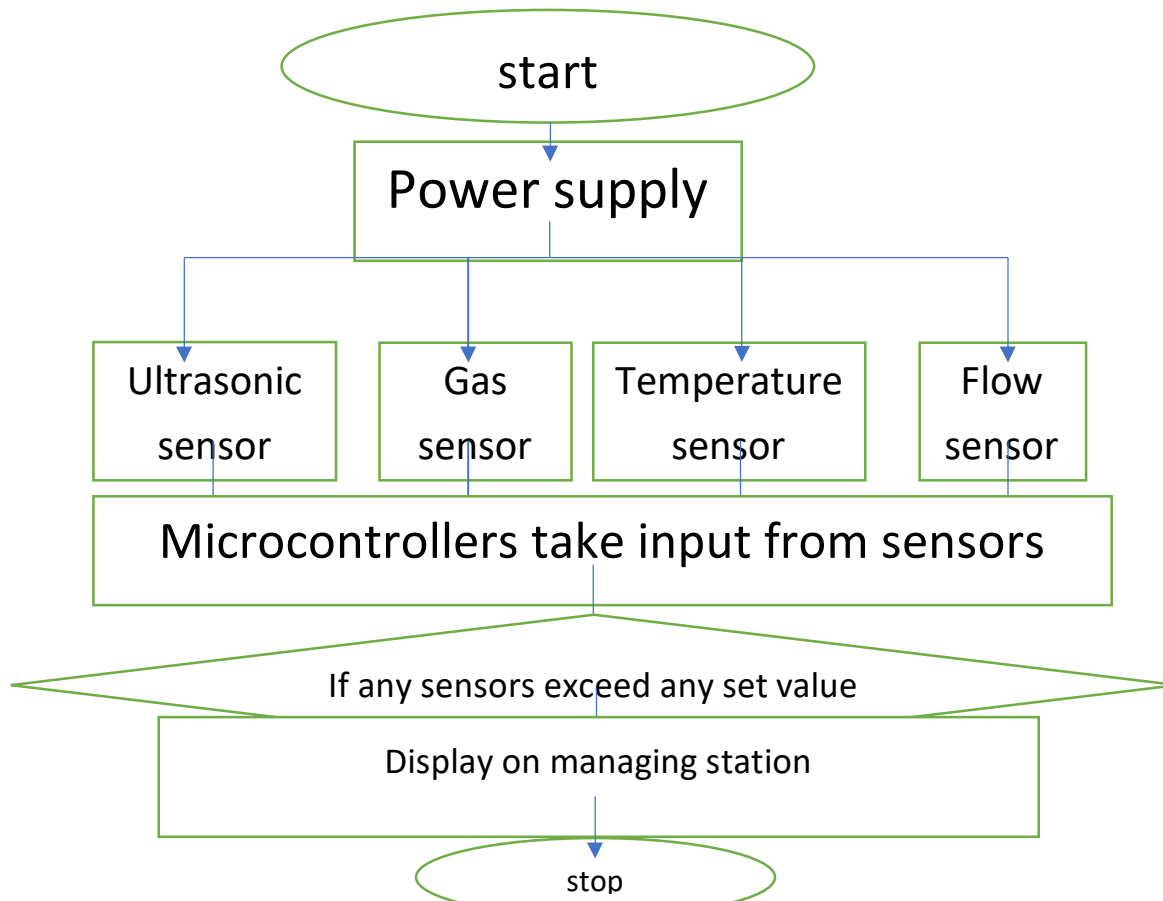 start
Power supply
Ultrasonic
sensor
Gas
sensor
Temperature
sensor
Flow
sensor
Microcontrollers take input from sensors
If any sensors exceed any set value
Display on managing station
stop